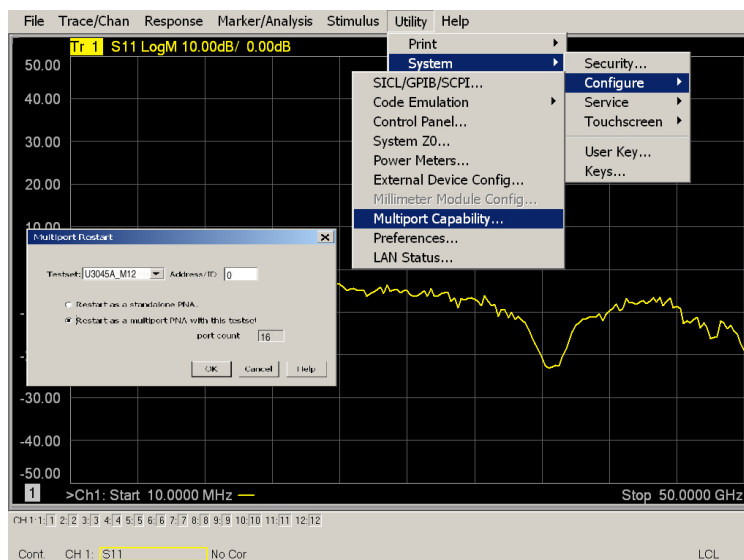 File Trace/Chan Response Marker/Analysis Stimulus Utility Help
Tr 1 S11 LogM 10.00dB/ 0.00dB
Print
System
Security...
Configure
Service
Touchscreen
User Key...
Keys...
SICL/GPIB/SCPI...
Code Emulation
Control Panel...
System Z0...
Power Meters...
External Device Config...
Millimeter Module Config...
Multiport Capability...
Preferences...
LAN Status...
50.00
40.00
30.00
20.00
10.00
Multiport Restart
Testset: U3045A_M12 Address/ID 0
Restart as a standalone PNA.
Restart as a multiport PNA with this testset
port count 16
OK Cancel Help
-30.00
-40.00
-50.00
1 >Ch1: Start 10.0000 MHz
Stop 50.0000 GHz
CH 1:1: 1 2: 2 3: 3 4: 4 5: 5 6: 6 7: 7 8: 8 9: 9 10: 10 11: 11 12: 12
Cont. CH 1: S11 No Cor LCL